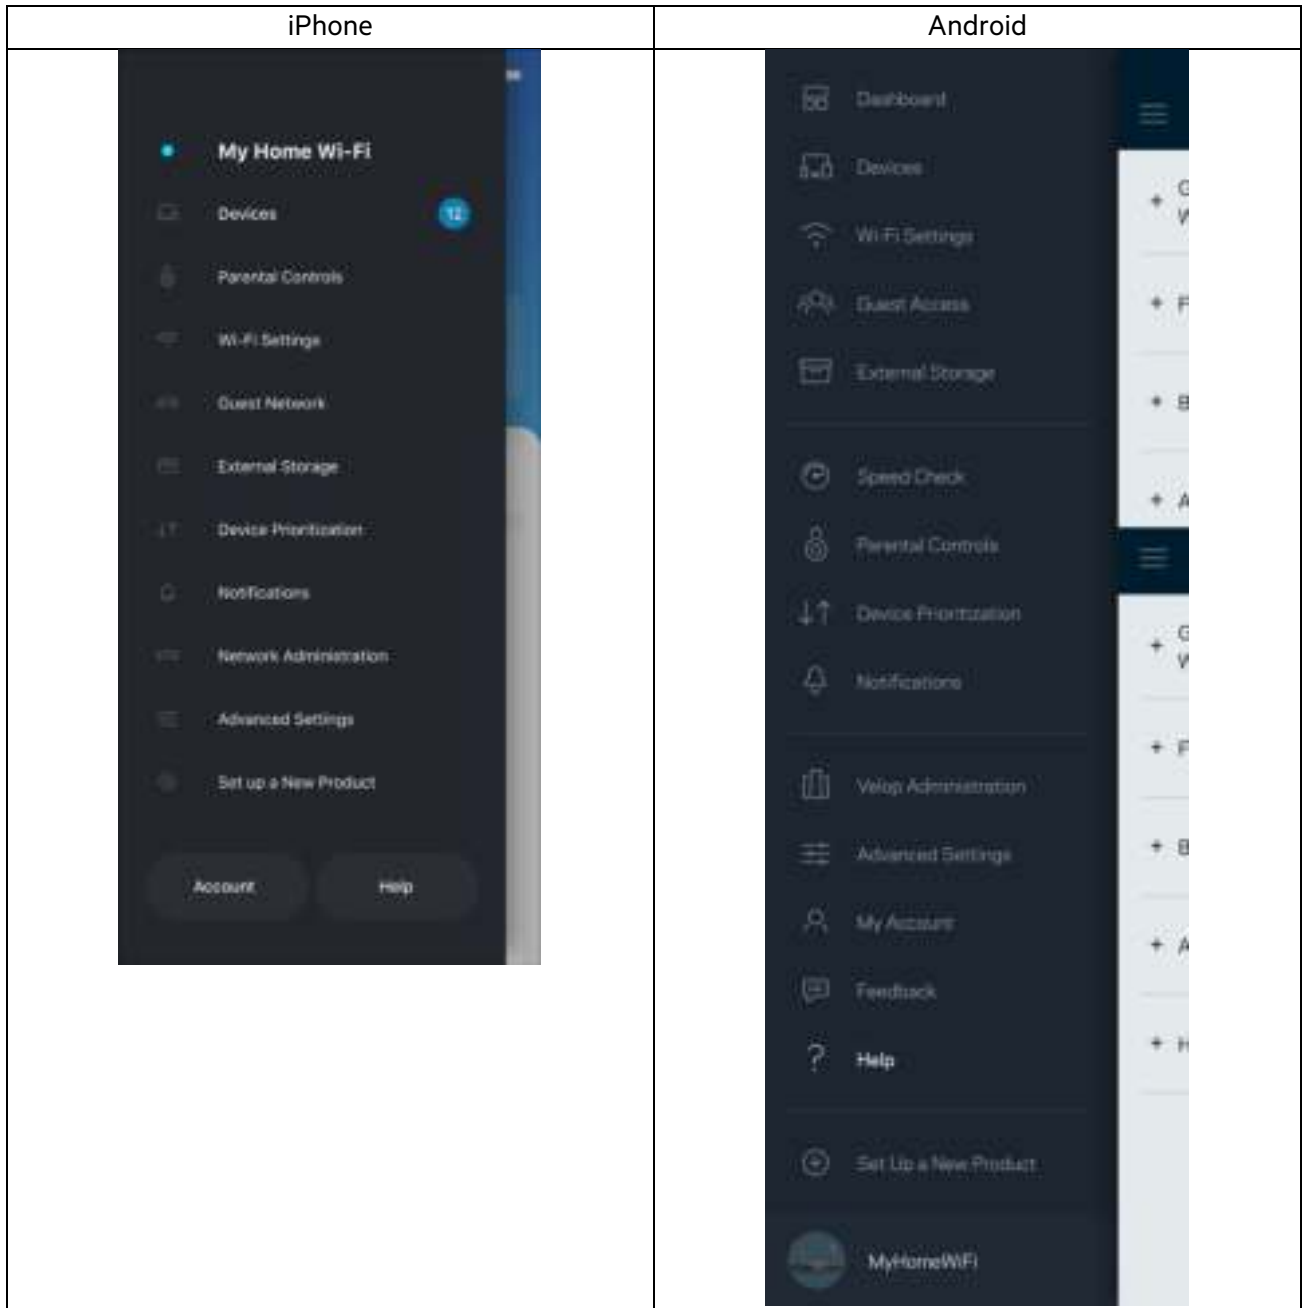 iPhone
Android
My Home Wi-Fi
Devices
12
Parental Controls
Wi-Fi Settings
Guest Network
External Storage
Device Prioritization
Notifications
Network Administration
Advanced Settings
Set up a New Product
Account
Help
Dashboard
Devices
Wi-Fi Settings
Guest Access
External Storage
Speed Check
Parental Controls
Device Prioritization
Notifications
Velop Administration
Advanced Settings
My Account
Feedback
Help
Set Up a New Product
MyHomeWiFi
+ G
W
+ F
+ B
+ A
+ G
W
+ F
+ B
+ A
+ H